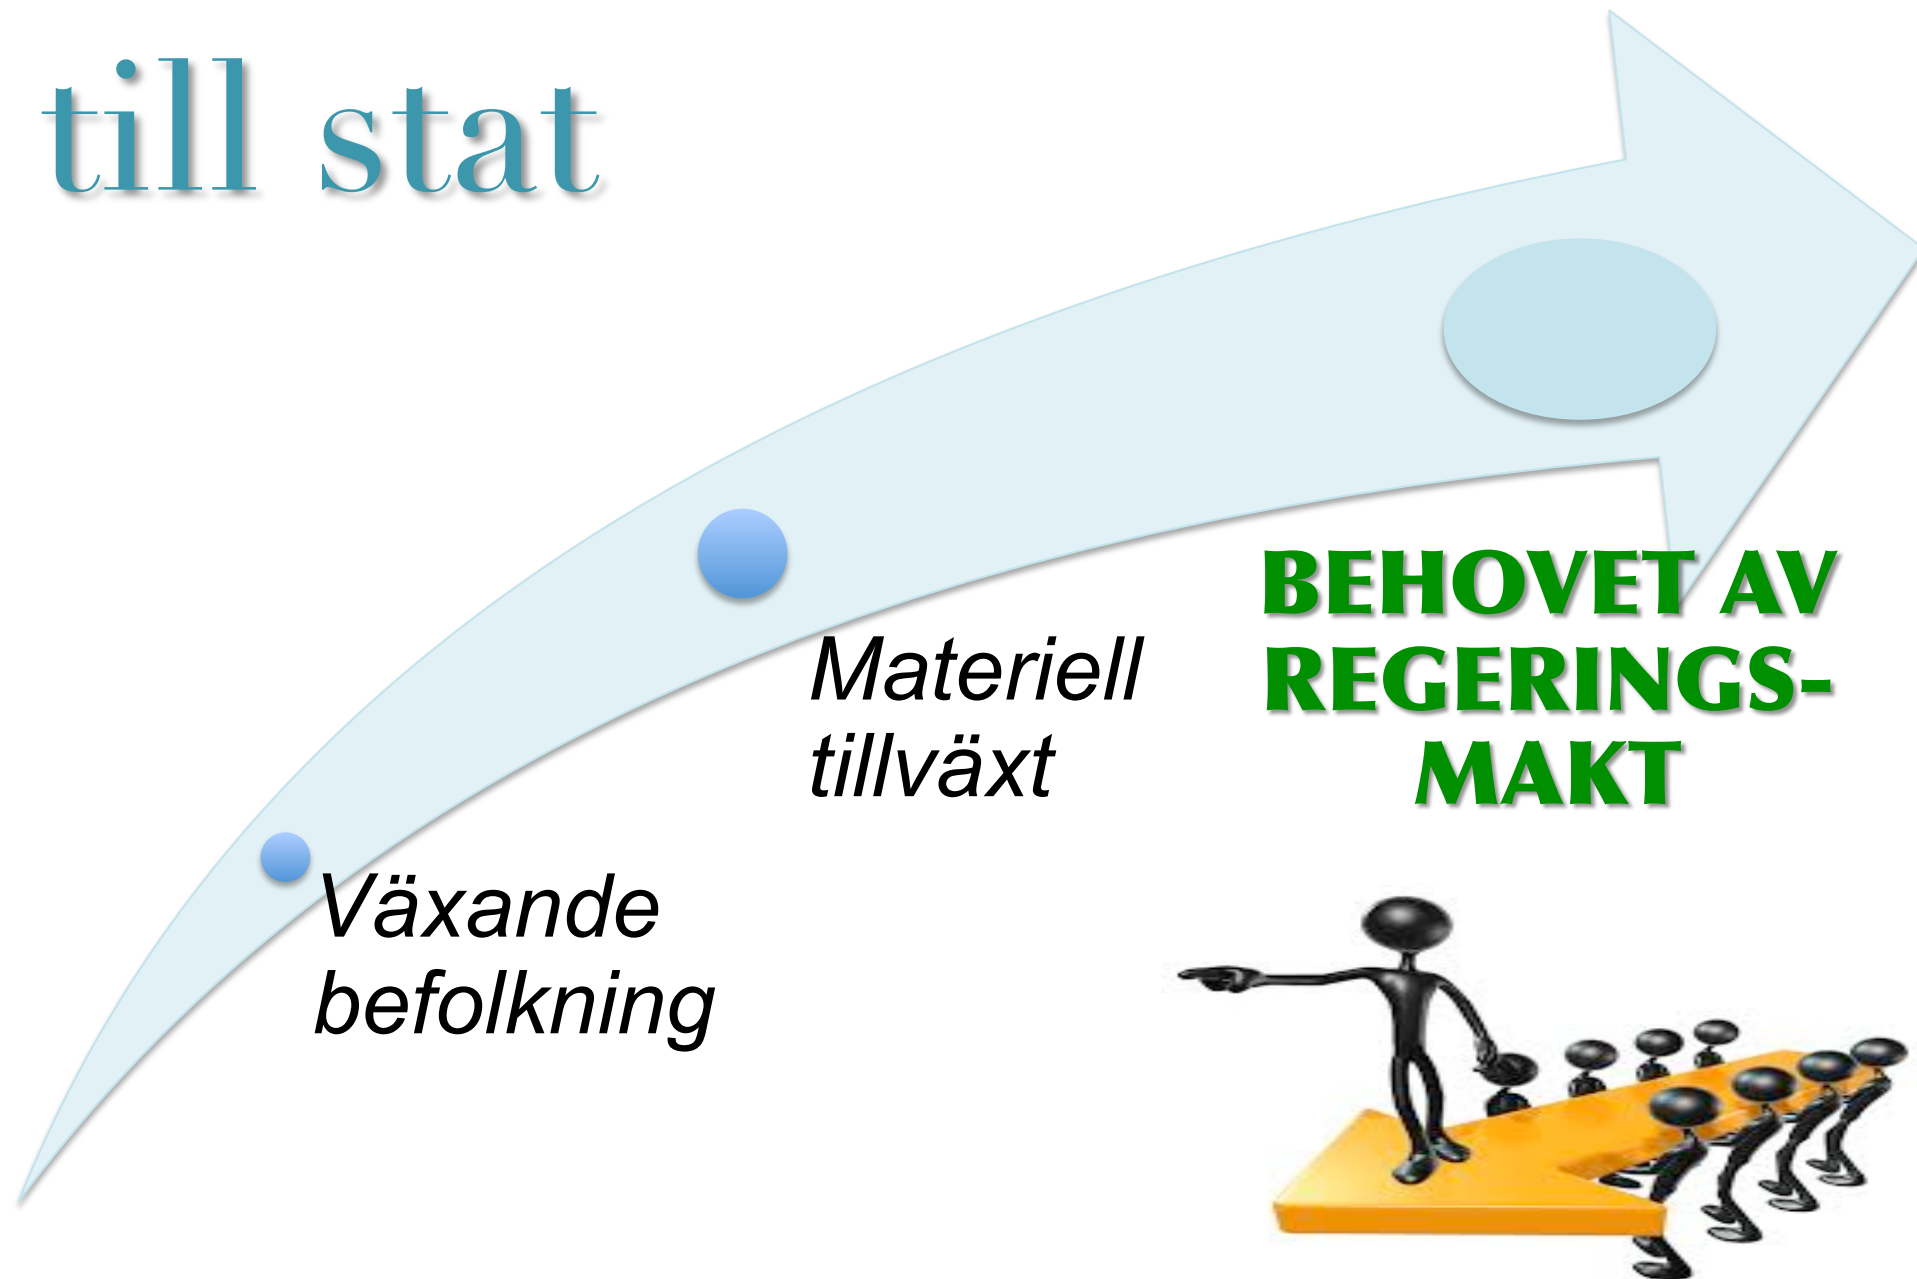 till stat
BEHOVET AV
REGERINGS-
MAKT
Materiell
tillväxt
Växande
befolkning